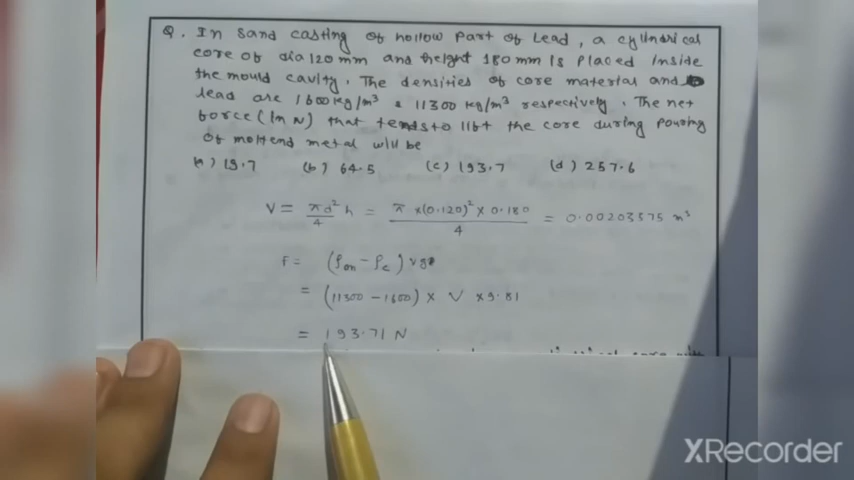 Q. In Sand casting of hollow part of lead, a cylindrical
core of dia 120 mm and height 180 mm is placed inside
the mould cavity. The densities of core material and
lead are 1600 kg/m³ & 11300 kg/m³ respectively. The net
force (In N) that tends to lift the core during pouring
of moltend metal will be
(a) 19.7 (b) 64.5 (c) 193.7 (d) 257.6
V = πd²/4 h = π × (0.120)² × 0.180 / 4 = 0.00203575 m³
F = (ρm - ρc) v g
= (11300 - 1600) × V × 9.81
= 193.71 N
XRecorder